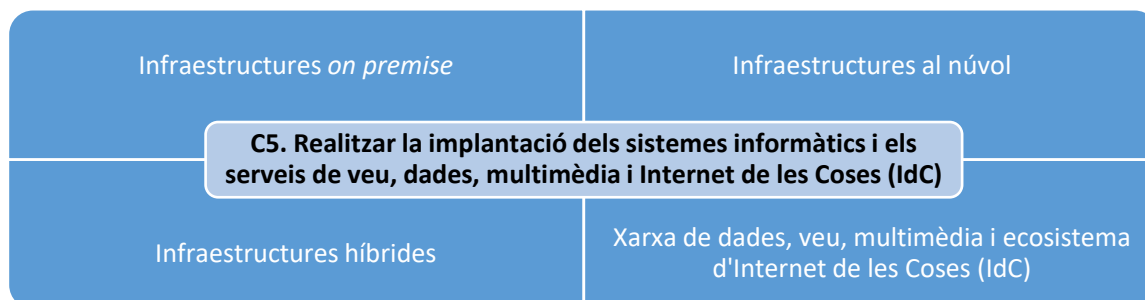 Infraestructures on premise
Infraestructures al núvol
C5. Realitzar la implantació dels sistemes informàtics i els
serveis de veu, dades, multimèdia i Internet de les Coses (IdC)
Infraestructures híbrides
Xarxa de dades, veu, multimèdia i ecosistema
d'Internet de les Coses (IdC)